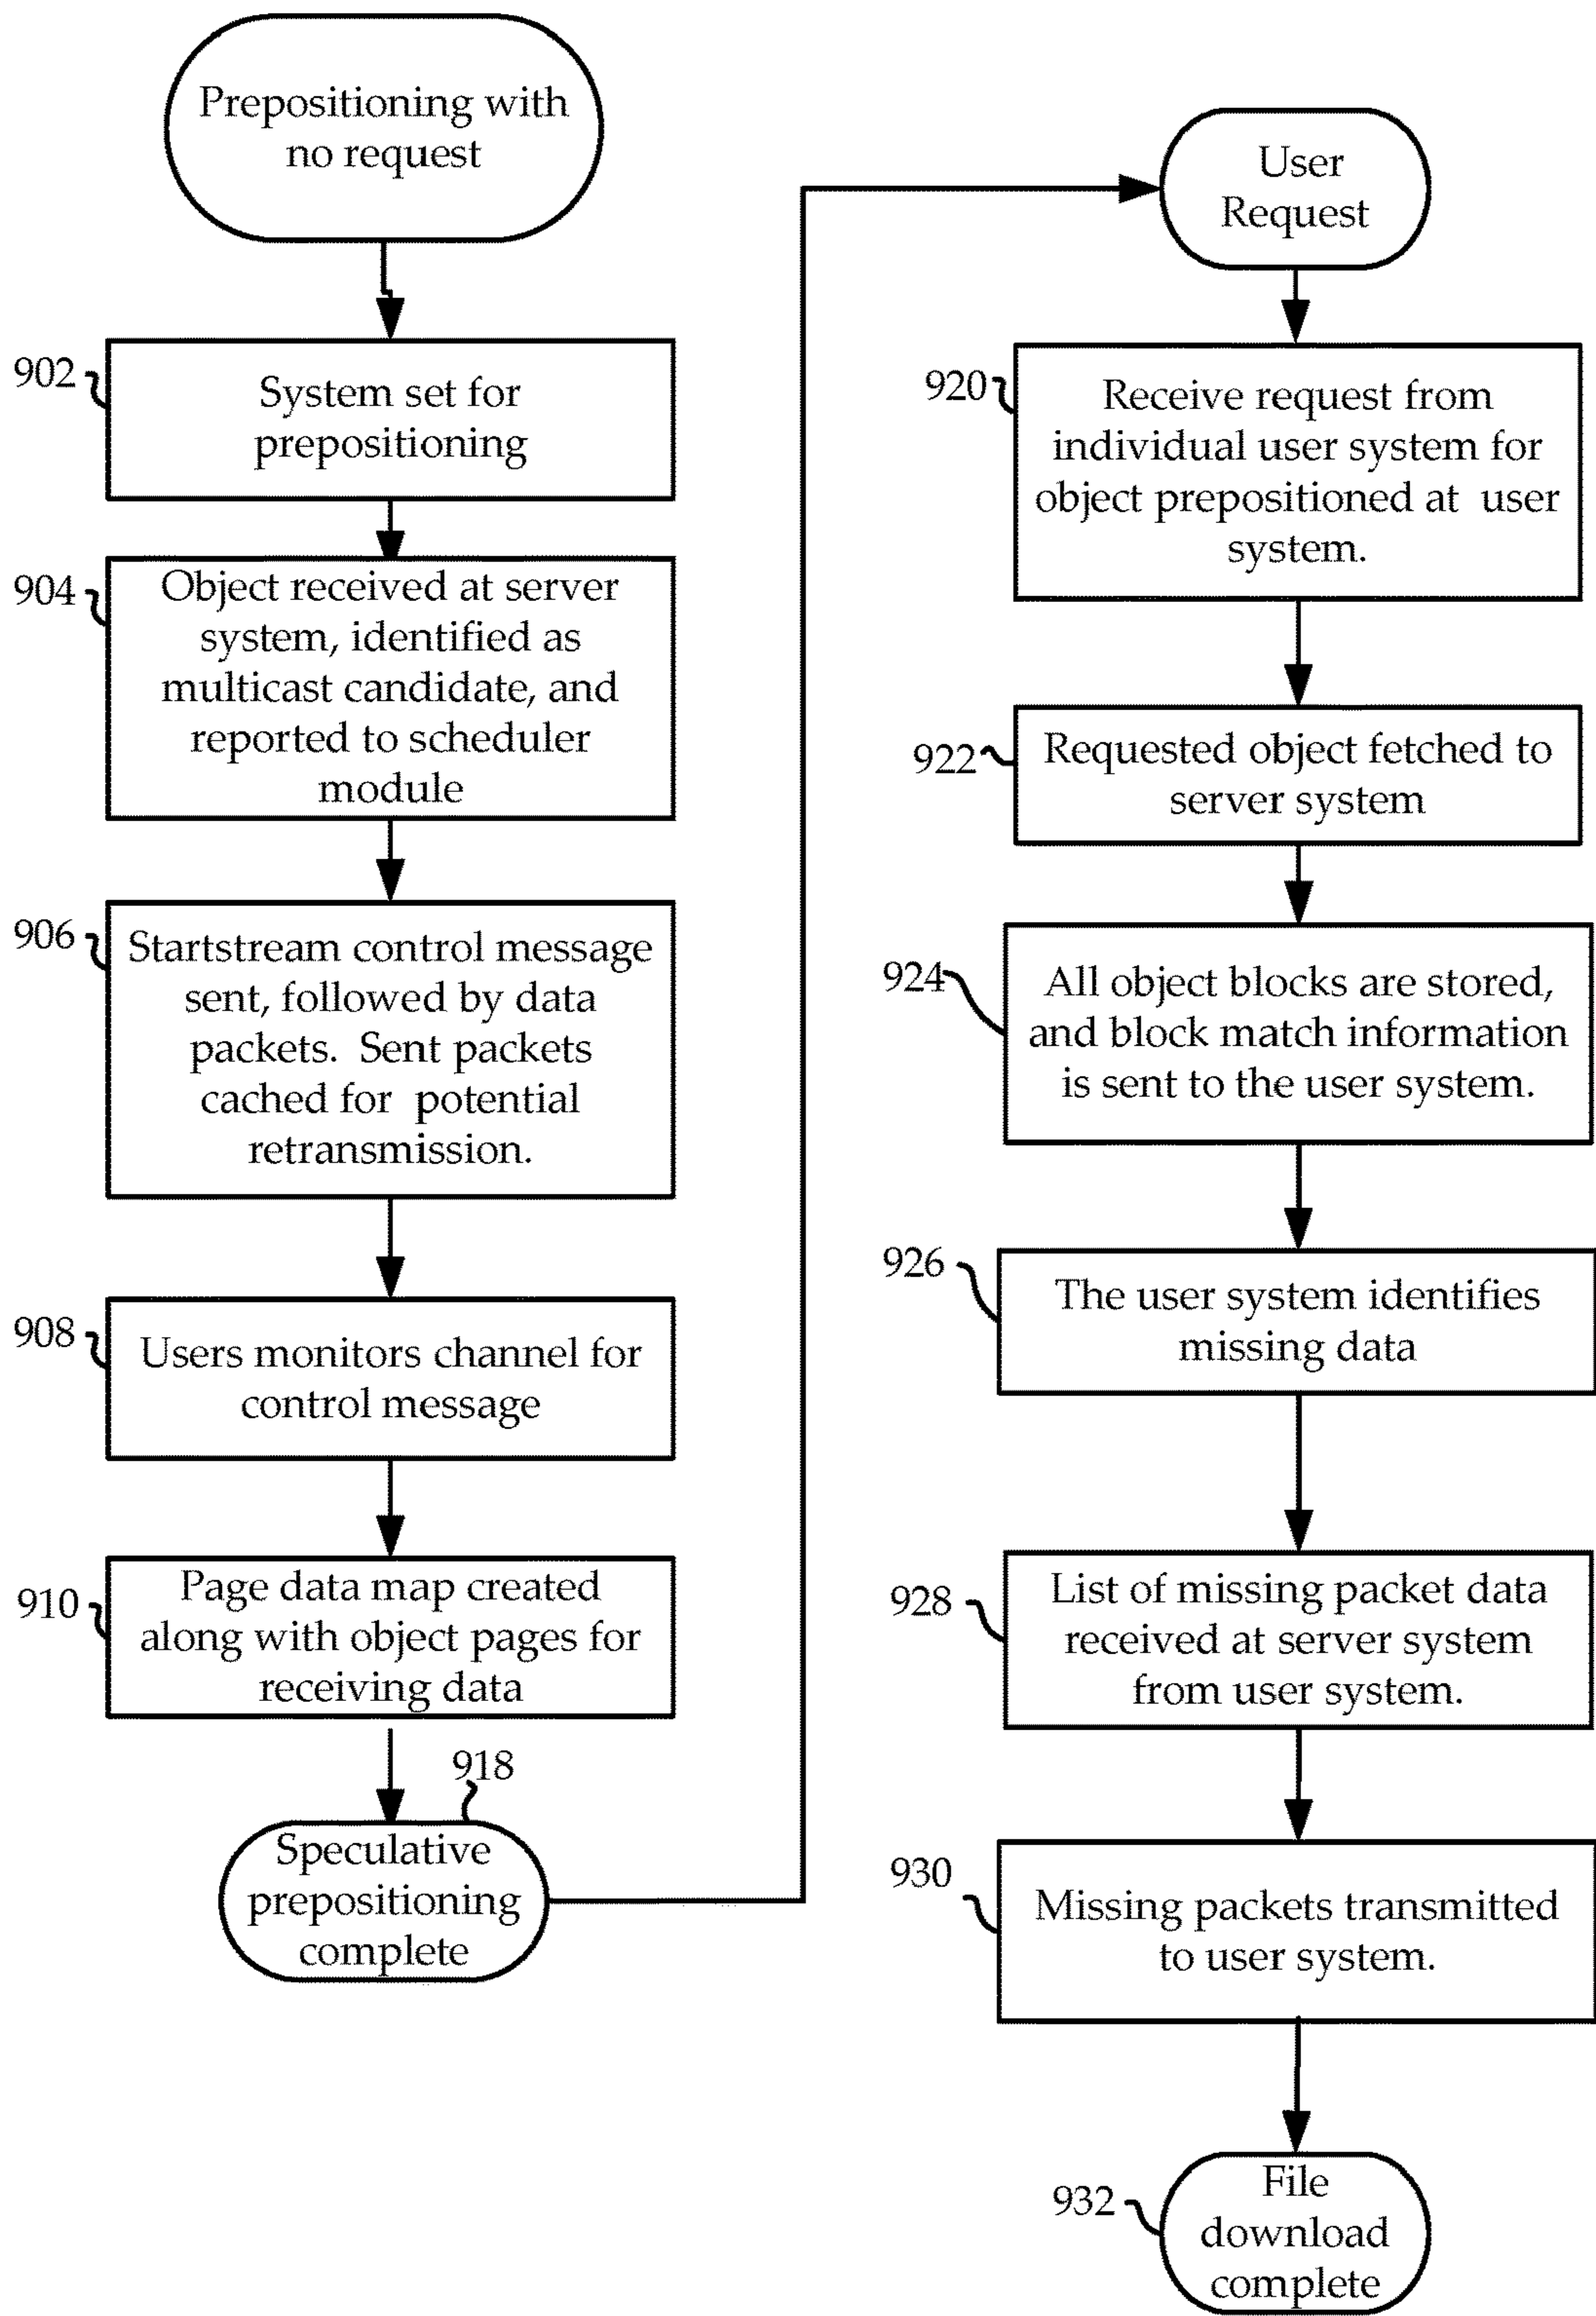 Prepositioning with
no request
902
System set for
prepositioning
904
Object received at server
system, identified as
multicast candidate, and
reported to scheduler
module
906
Startstream control message
sent, followed by data
packets. Sent packets
cached for potential
retransmission.
908
Users monitors channel for
control message
910
Page data map created
along with object pages for
receiving data
918
Speculative
prepositioning
complete
User
Request
920
Receive request from
individual user system for
object prepositioned at user
system.
922
Requested object fetched to
server system
924
All object blocks are stored,
and block match information
is sent to the user system.
926
The user system identifies
missing data
928
List of missing packet data
received at server system
from user system.
930
Missing packets transmitted
to user system.
932
File
download
complete